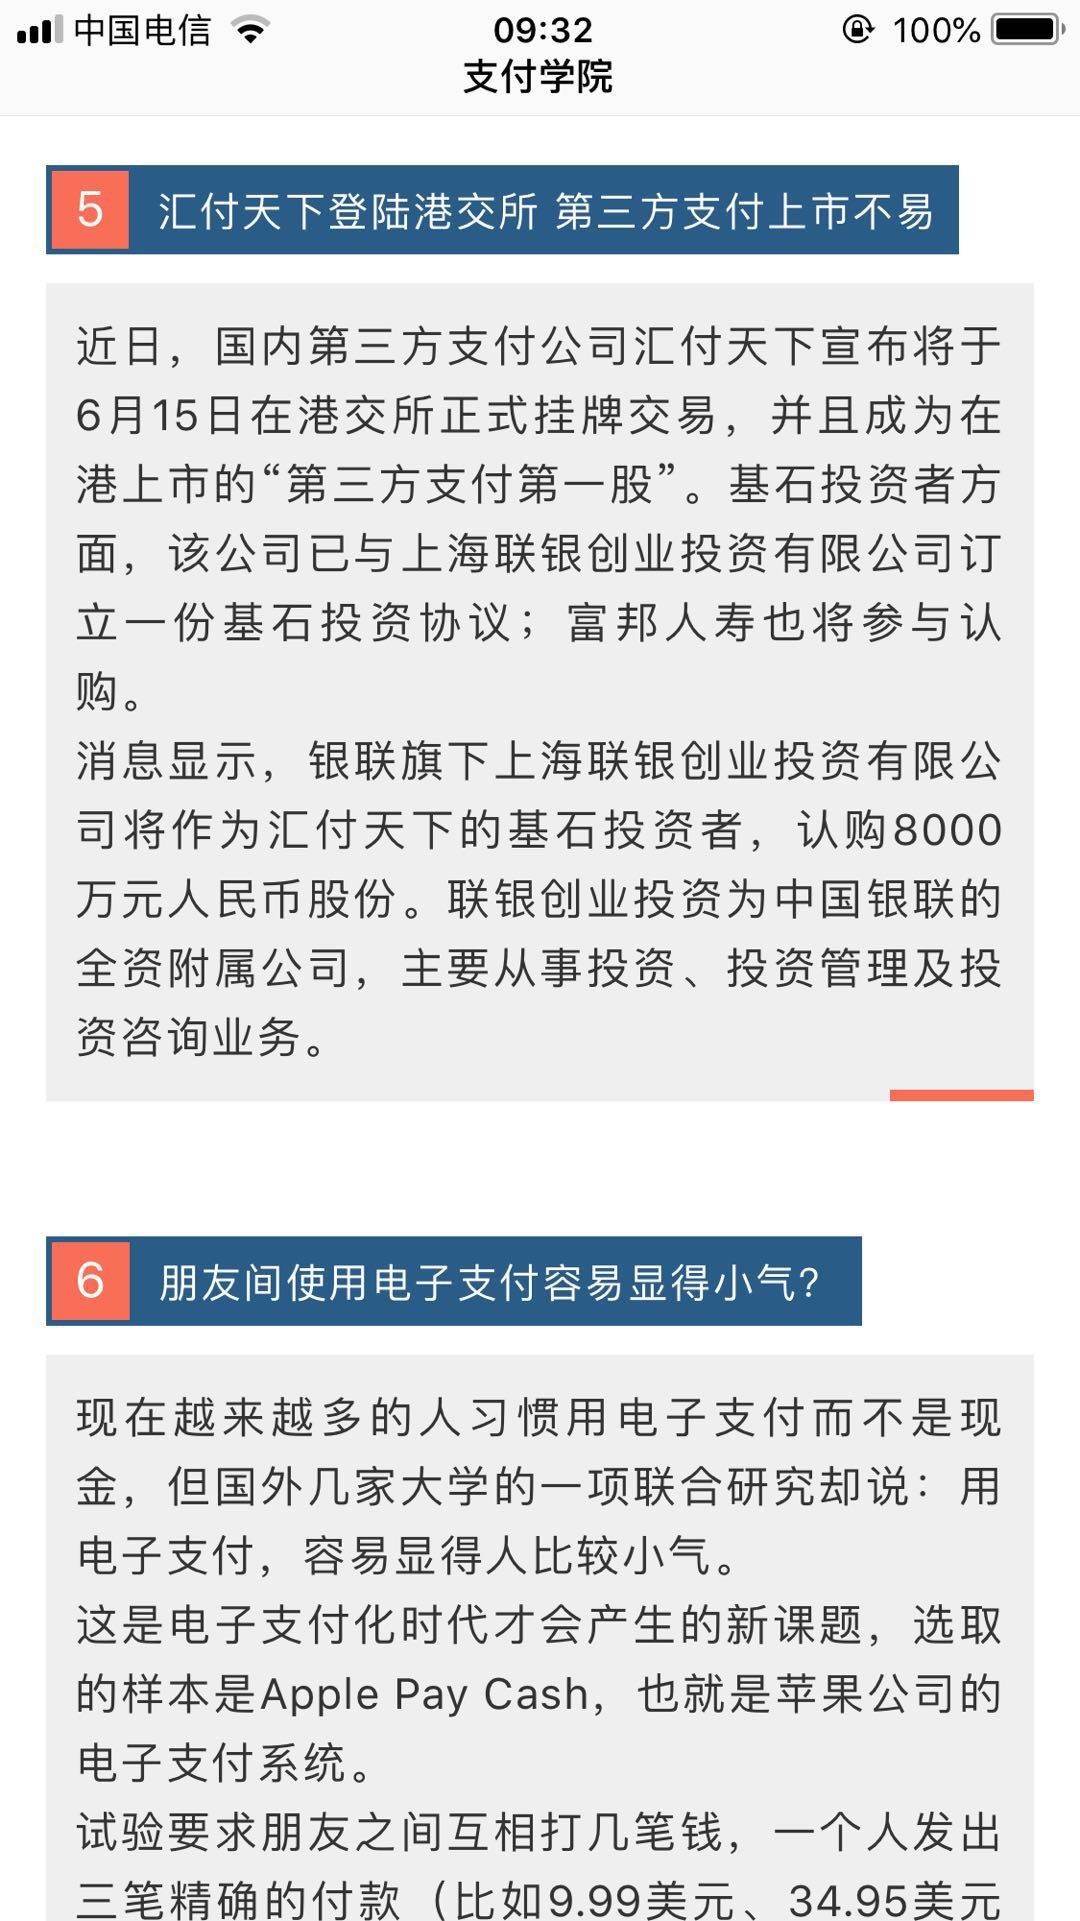 中国电信 09:32 100%
支付学院
5 汇付天下登陆港交所 第三方支付上市不易
近日，国内第三方支付公司汇付天下宣布将于
6月15日在港交所正式挂牌交易，并且成为在
港上市的“第三方支付第一股”。基石投资者方
面，该公司已与上海联银创业投资有限公司订
立一份基石投资协议；富邦人寿也将参与认
购。
消息显示，银联旗下上海联银创业投资有限公
司将作为汇付天下的基石投资者，认购8000
万元人民币股份。联银创业投资为中国银联的
全资附属公司，主要从事投资、投资管理及投
资咨询业务。
6 朋友间使用电子支付容易显得小气?
现在越来越多的人习惯用电子支付而不是现
金，但国外几家大学的一项联合研究却说：用
电子支付，容易显得人比较小气。
这是电子支付化时代才会产生的新课题，选取
的样本是Apple Pay Cash，也就是苹果公司的
电子支付系统。
试验要求朋友之间互相打几笔钱，一个人发出
三笔精确的付款（比如9.99美元、34.95美元